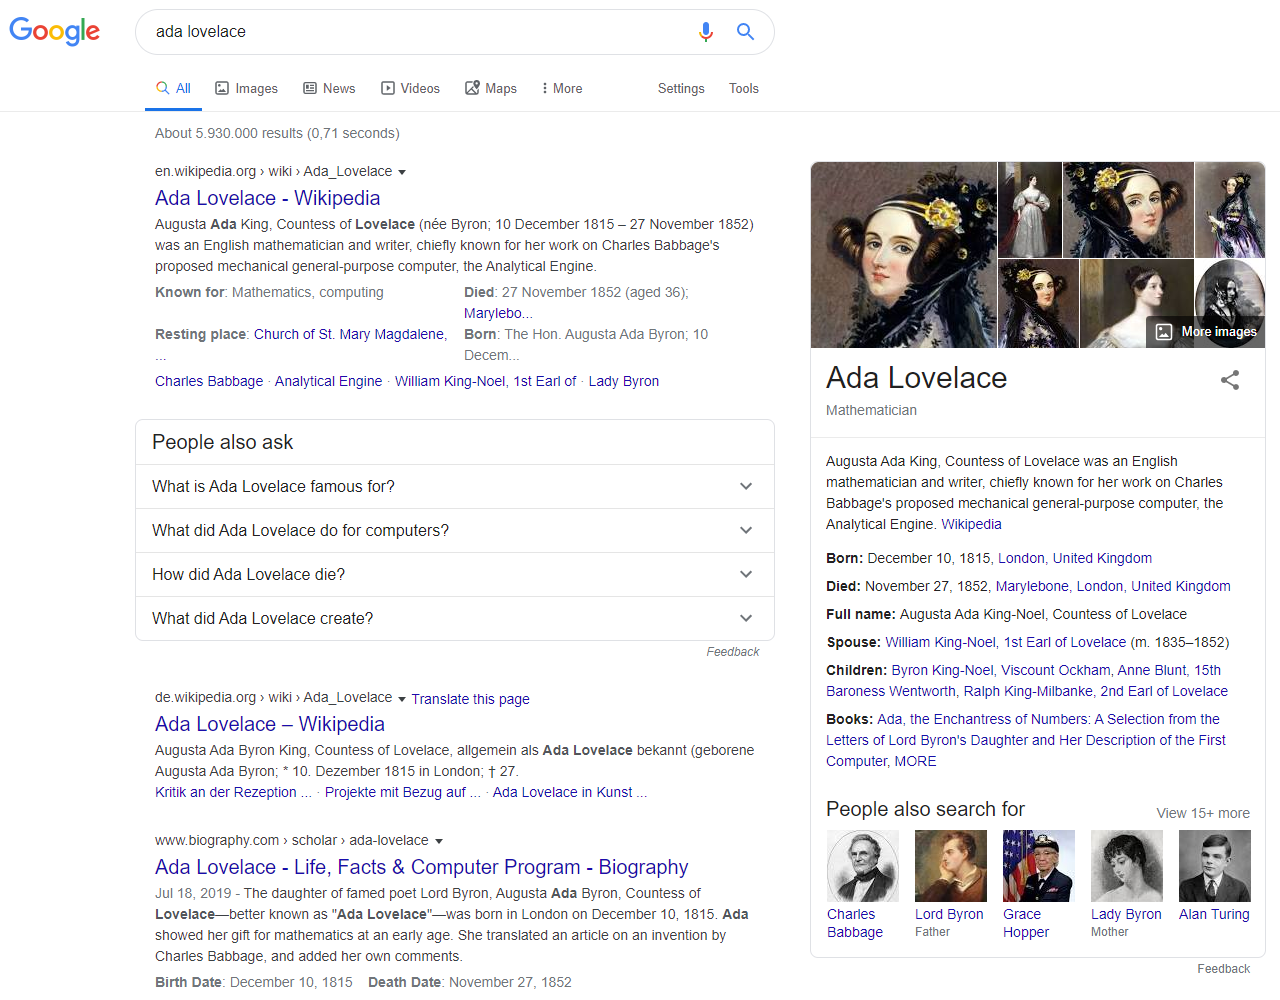 Google
ada lovelace
All
Images
News
Videos
Maps
More
Settings
Tools
About 5.930.000 results (0,71 seconds)
en.wikipedia.org › wiki › Ada_Lovelace
Ada Lovelace - Wikipedia
Augusta Ada King, Countess of Lovelace (née Byron; 10 December 1815 – 27 November 1852)
was an English mathematician and writer, chiefly known for her work on Charles Babbage's
proposed mechanical general-purpose computer, the Analytical Engine.
Known for: Mathematics, computing
Died: 27 November 1852 (aged 36);
Marylebo...
Resting place: Church of St. Mary Magdalene,
...
Born: The Hon. Augusta Ada Byron; 10
Decem...
Charles Babbage · Analytical Engine · William King-Noel, 1st Earl of · Lady Byron
People also ask
What is Ada Lovelace famous for?
What did Ada Lovelace do for computers?
How did Ada Lovelace die?
What did Ada Lovelace create?
Feedback
de.wikipedia.org › wiki › Ada_Lovelace Translate this page
Ada Lovelace – Wikipedia
Augusta Ada Byron King, Countess of Lovelace, allgemein als Ada Lovelace bekannt (geborene
Augusta Ada Byron; * 10. Dezember 1815 in London; † 27.
Kritik an der Rezeption ... · Projekte mit Bezug auf ... · Ada Lovelace in Kunst ...
www.biography.com › scholar › ada-lovelace
Ada Lovelace - Life, Facts & Computer Program - Biography
Jul 18, 2019 - The daughter of famed poet Lord Byron, Augusta Ada Byron, Countess of
Lovelace—better known as "Ada Lovelace"—was born in London on December 10, 1815. Ada
showed her gift for mathematics at an early age. She translated an article on an invention by
Charles Babbage, and added her own comments.
Birth Date: December 10, 1815 Death Date: November 27, 1852
More images
Ada Lovelace
Mathematician
Augusta Ada King, Countess of Lovelace was an English
mathematician and writer, chiefly known for her work on Charles
Babbage's proposed mechanical general-purpose computer, the
Analytical Engine. Wikipedia
Born: December 10, 1815, London, United Kingdom
Died: November 27, 1852, Marylebone, London, United Kingdom
Full name: Augusta Ada King-Noel, Countess of Lovelace
Spouse: William King-Noel, 1st Earl of Lovelace (m. 1835–1852)
Children: Byron King-Noel, Viscount Ockham, Anne Blunt, 15th
Baroness Wentworth, Ralph King-Milbanke, 2nd Earl of Lovelace
Books: Ada, the Enchantress of Numbers: A Selection from the
Letters of Lord Byron's Daughter and Her Description of the First
Computer, MORE
People also search for
View 15+ more
Charles
Babbage
Lord Byron
Father
Grace
Hopper
Lady Byron
Mother
Alan Turing
Feedback